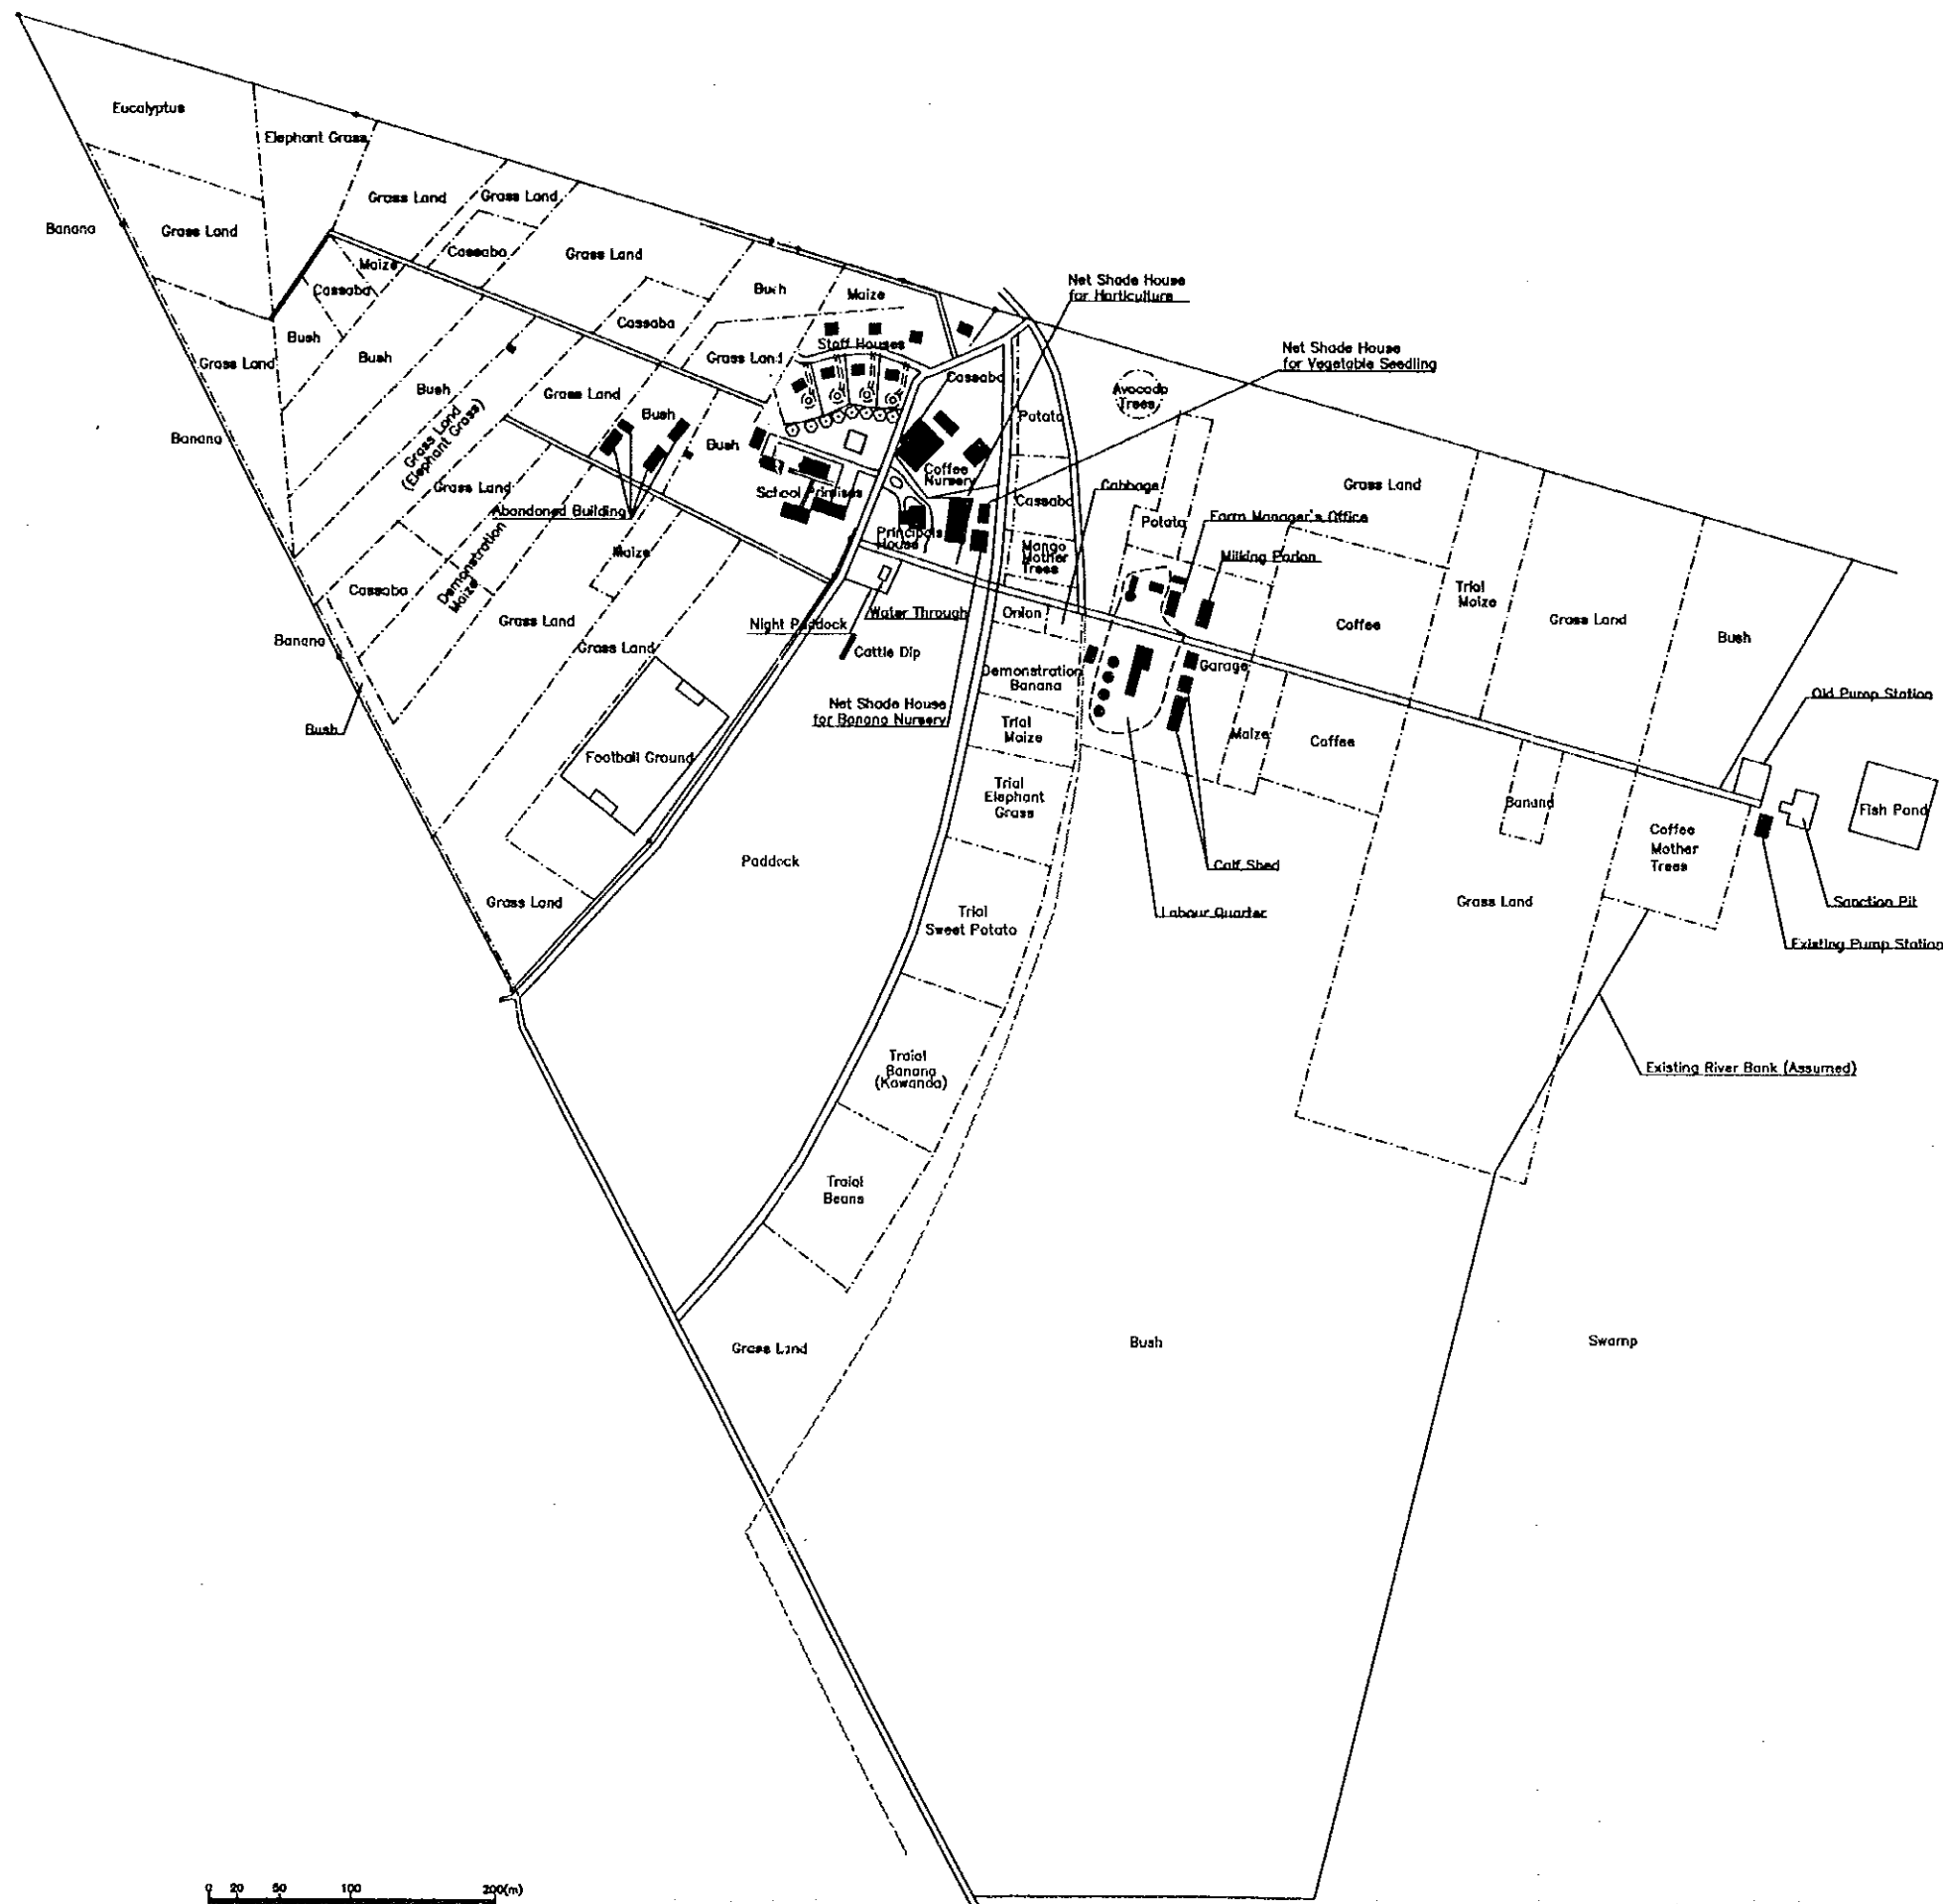 Eucalyptus
Elephant Grass
Grass Land
Grass Land
Banana
Grass Land
Cassaba
Grass Land
Maize
Cassaba
Net Shade House
for Horticulture
Bush
Maize
Cassaba
Bush
Staff Houses
Net Shade House
for Vegetable Seedling
Grass Land
Bush
Grass Land
Cassaba
Avocado
Trees
Bush
Grass Land
Bush
Potato
Banana
Grass Land
(Elephant Grass)
Bush
Coffee
Nursery
Grass Land
Cabbage
Grass Land
School Primises
Cassaba
Abandoned Building
Potato
Farm Manager's Office
Principals
House
Mango
Mother
Trees
Maize
Milking Parlon
Demonstration
Maize
Cassaba
Trial
Maize
Water Through
Onion
Grass Land
Night Paddock
Coffee
Grass Land
Bush
Banana
Grass Land
Cattle Dip
Garage
Demonstration
Banana
Old Pump Station
Net Shade House
for Banana Nursery
Bush
Trial
Maize
Maize
Coffee
Football Ground
Trial
Elephant
Grass
Banana
Fish Pond
Coffee
Mother
Trees
Paddock
Calf Shed
Grass Land
Grass Land
Sanction Pit
Labour Quarter
Trial
Sweet Potato
Existing Pump Station
Traial
Banana
(Kawanda)
Existing River Bank (Assumed)
Traial
Beans
Grass Land
Bush
Swamp
0 20 50 100 200(m)